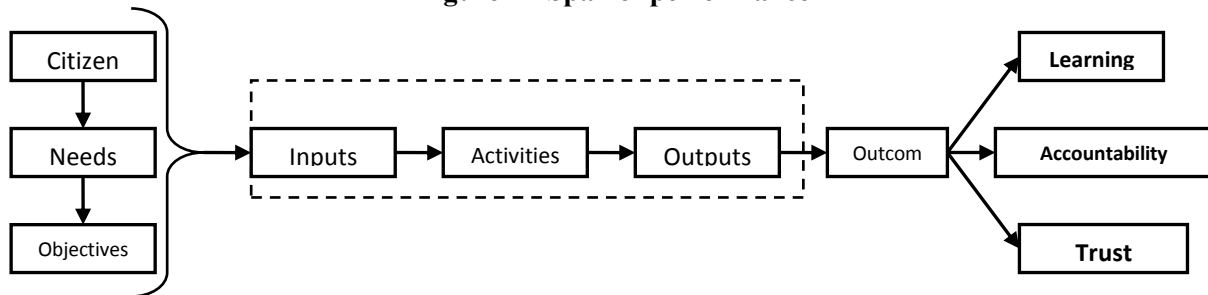 Citizen
Needs
Objectives
Inputs
Activities
Outputs
Outcom
Learning
Accountability
Trust